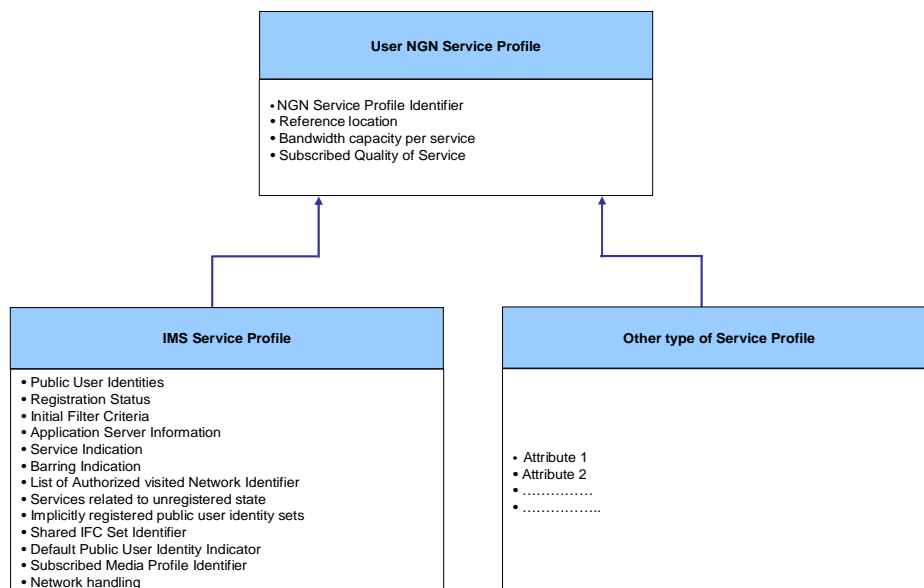 User NGN Service Profile
• NGN Service Profile Identifier
• Reference location
• Bandwidth capacity per service
• Subscribed Quality of Service
IMS Service Profile
• Public User Identities
• Registration Status
• Initial Filter Criteria
• Application Server Information
• Service Indication
• Barring Indication
• List of Authorized visited Network Identifier
• Services related to unregistered state
• Implicitly registered public user identity sets
• Shared IFC Set Identifier
• Default Public User Identity Indicator
• Subscribed Media Profile Identifier
• Network handling
Other type of Service Profile
• Attribute 1
• Attribute 2
• ……………
• ……………..